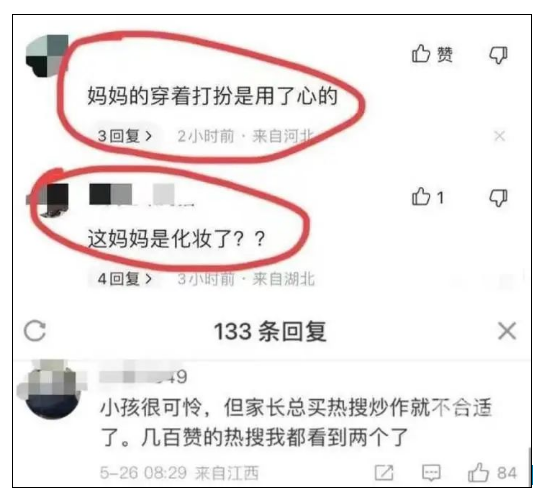 赞
妈妈的穿着打扮是用了心的
3回复 > 2小时前 · 来自河北
1
这妈妈是化妆了？？
4回复 > 3小时前 · 来自湖北
133 条回复
49
小孩很可怜，但家长总买热搜炒作就不合适
了。几百赞的热搜我都看到两个了
5-26 08:29 来自江西 84